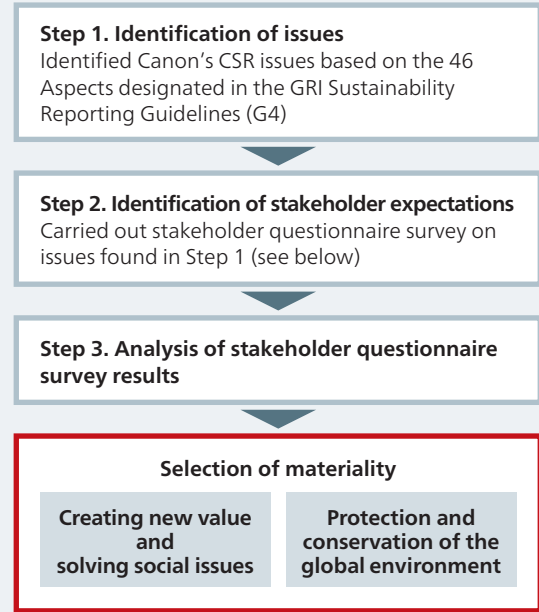 Step 1. Identification of issues
Identified Canon’s CSR issues based on the 46
Aspects designated in the GRI Sustainability
Reporting Guidelines (G4)
Step 2. Identification of stakeholder expectations
Carried out stakeholder questionnaire survey on
issues found in Step 1 (see below)
Step 3. Analysis of stakeholder questionnaire
survey results
Selection of materiality
Creating new value
and
solving social issues
Protection and
conservation of the
global environment